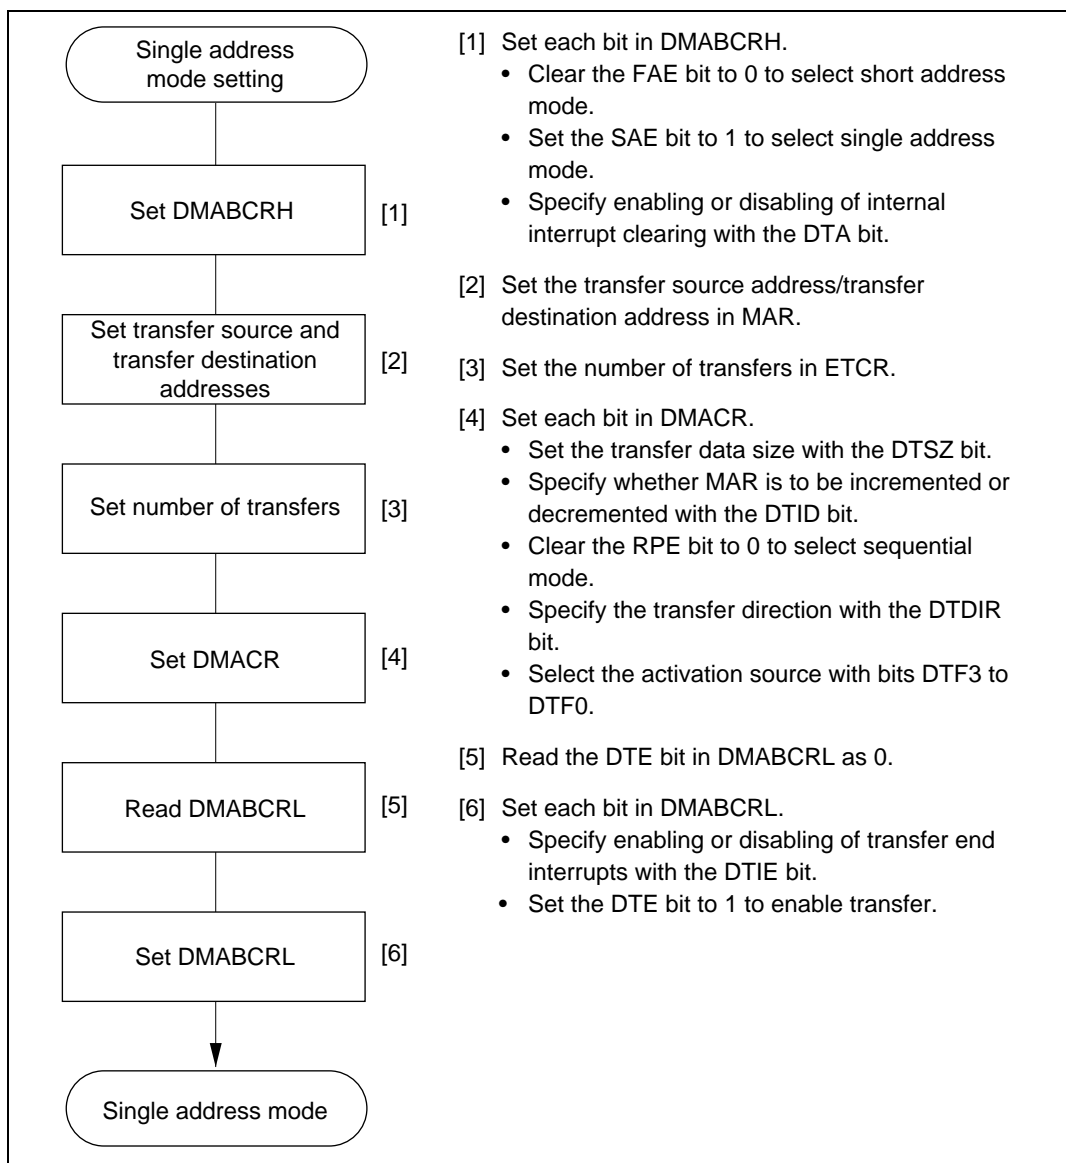 Single address
mode setting
Set DMABCRH
[1]
Set transfer source and
transfer destination
addresses
[2]
Set number of transfers
[3]
Set DMACR
[4]
Read DMABCRL
[5]
Set DMABCRL
[6]
Single address mode
[1] Set each bit in DMABCRH.
• Clear the FAE bit to 0 to select short address
mode.
• Set the SAE bit to 1 to select single address
mode.
• Specify enabling or disabling of internal
interrupt clearing with the DTA bit.
[2] Set the transfer source address/transfer
destination address in MAR.
[3] Set the number of transfers in ETCR.
[4] Set each bit in DMACR.
• Set the transfer data size with the DTSZ bit.
• Specify whether MAR is to be incremented or
decremented with the DTID bit.
• Clear the RPE bit to 0 to select sequential
mode.
• Specify the transfer direction with the DTDIR
bit.
• Select the activation source with bits DTF3 to
DTF0.
[5] Read the DTE bit in DMABCRL as 0.
[6] Set each bit in DMABCRL.
• Specify enabling or disabling of transfer end
interrupts with the DTIE bit.
• Set the DTE bit to 1 to enable transfer.